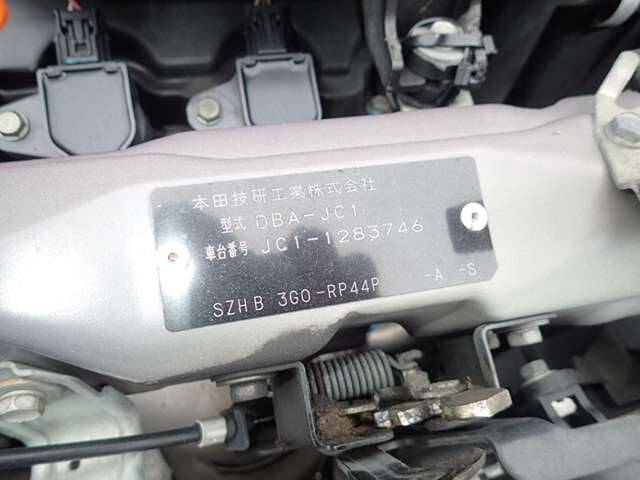 本田技研工業株式会社
型式 DBA-JC1
車台番号 JC1-1283746
SZHB 3G0-RP44P -A -S